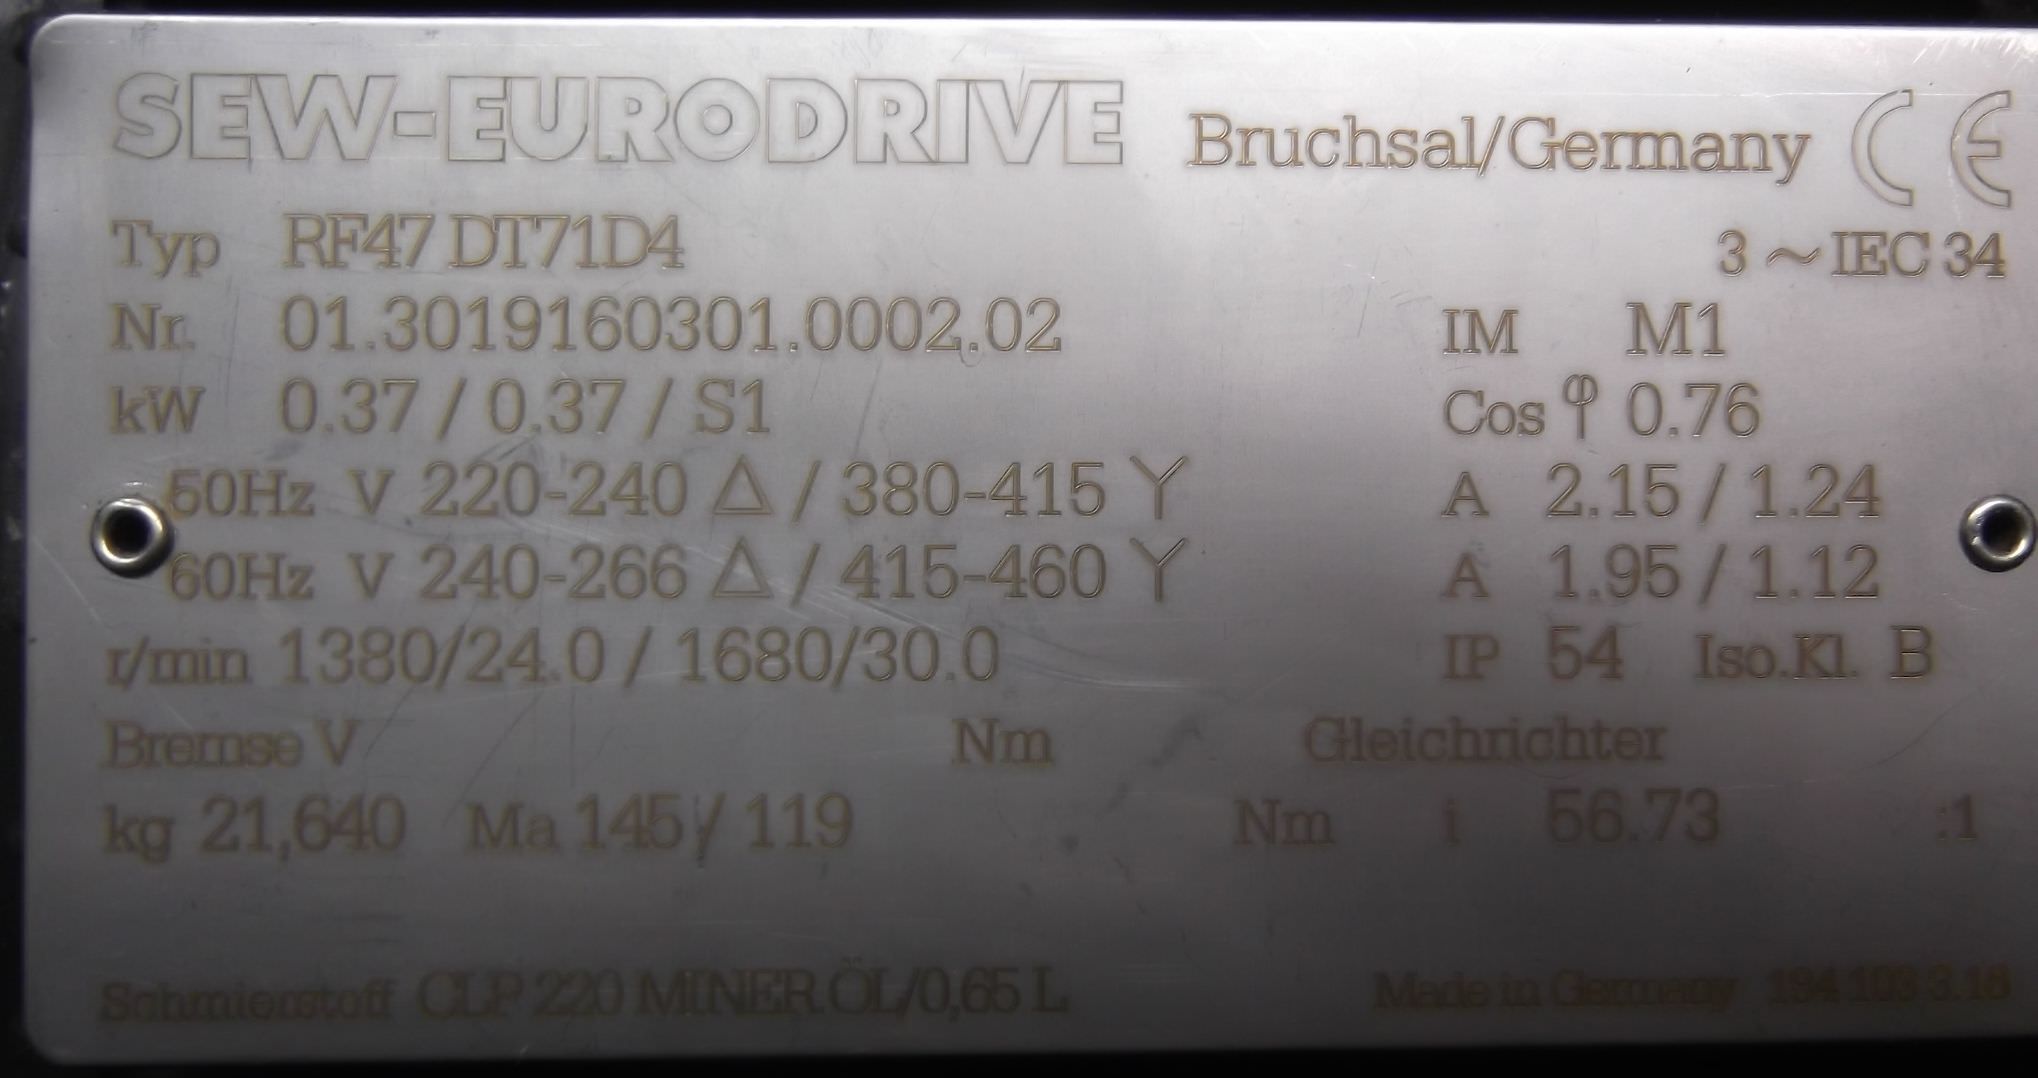 SEW-EURODRIVE Bruchsal/Germany CE
Typ RF47 DT71D4 3 ~ IEC 34
Nr. 01.3019160301.0002.02 IM M1
kW 0.37 / 0.37 / S1 Cos φ 0.76
50Hz V 220-240 △ / 380-415 Y A 2.15 / 1.24
60Hz V 240-266 △ / 415-460 Y A 1.95 / 1.12
r/min 1380/24.0 / 1680/30.0 IP 54 Iso.Kl. B
Bremse V Nm Gleichrichter
kg 21,640 Ma 145 / 119 Nm i 56.73 :1
Schmierstoff CLP 220 MINER.ÖL/0,65 L Made in Germany 184 103 3.18